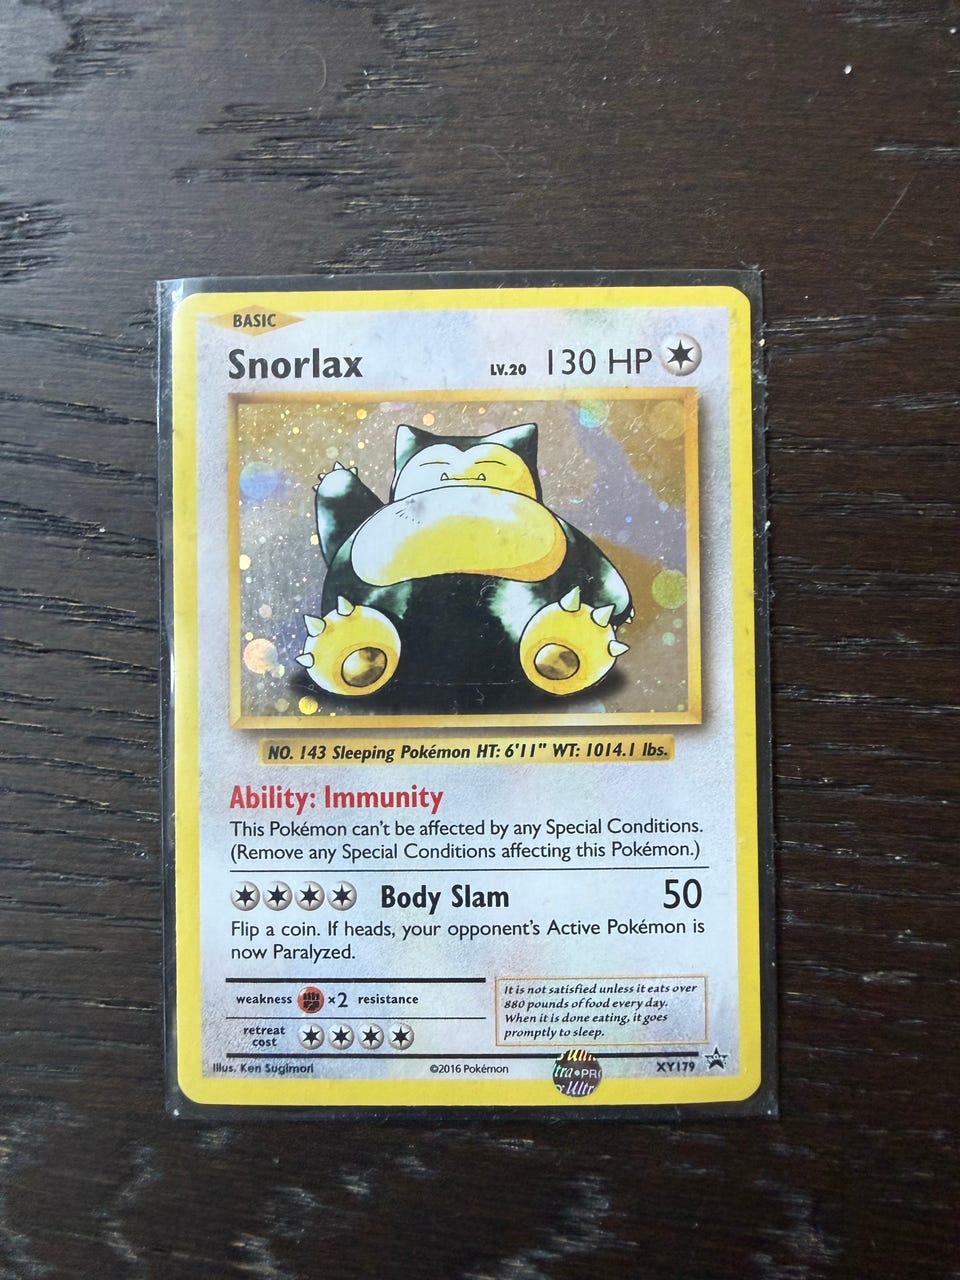 BASIC
Snorlax LV.20 130 HP
NO. 143 Sleeping Pokémon HT: 6'11" WT: 1014.1 lbs.
Ability: Immunity
This Pokémon can't be affected by any Special Conditions.
(Remove any Special Conditions affecting this Pokémon.)
Body Slam 50
Flip a coin. If heads, your opponent's Active Pokémon is
now Paralyzed.
weakness ×2 resistance
retreat
cost
It is not satisfied unless it eats over
880 pounds of food every day.
When it is done eating, it goes
promptly to sleep.
Illus. Ken Sugimori ©2016 Pokémon XY179